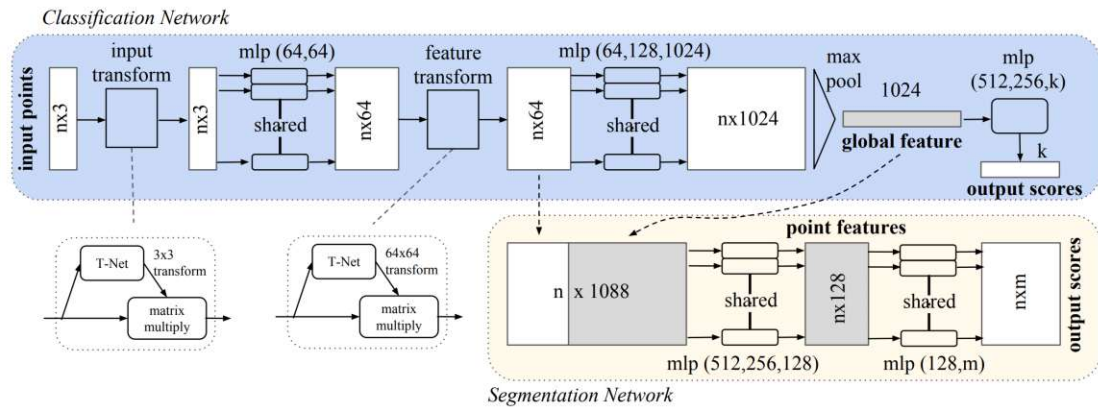 Classification Network
input points
nx3
input
transform
nx3
mlp (64,64)
shared
nx64
feature
transform
nx64
mlp (64,128,1024)
shared
nx1024
max
pool
1024
global feature
mlp
(512,256,k)
k
output scores
T-Net
3x3
transform
matrix
multiply
T-Net
64x64
transform
matrix
multiply
point features
n x 1088
shared
mlp (512,256,128)
nx128
shared
mlp (128,m)
nxm
output scores
Segmentation Network